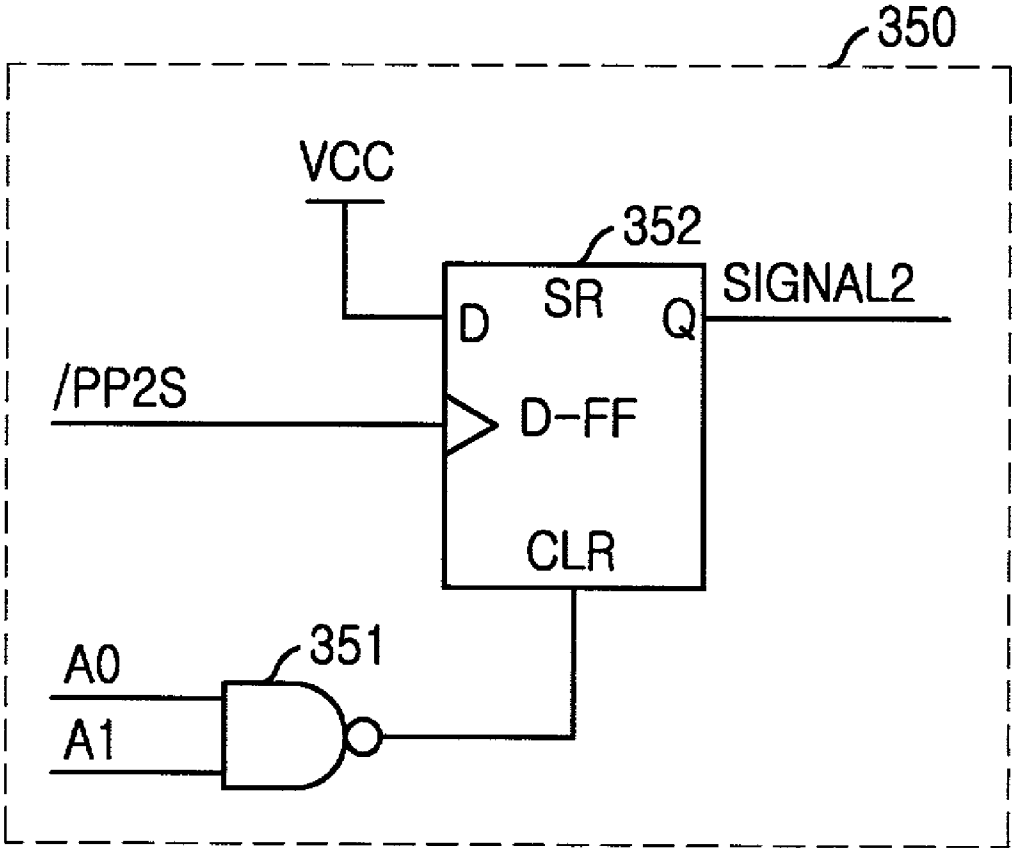 350
VCC
352
SR
SIGNAL2
D
Q
/PP2S
D-FF
CLR
351
A0
A1